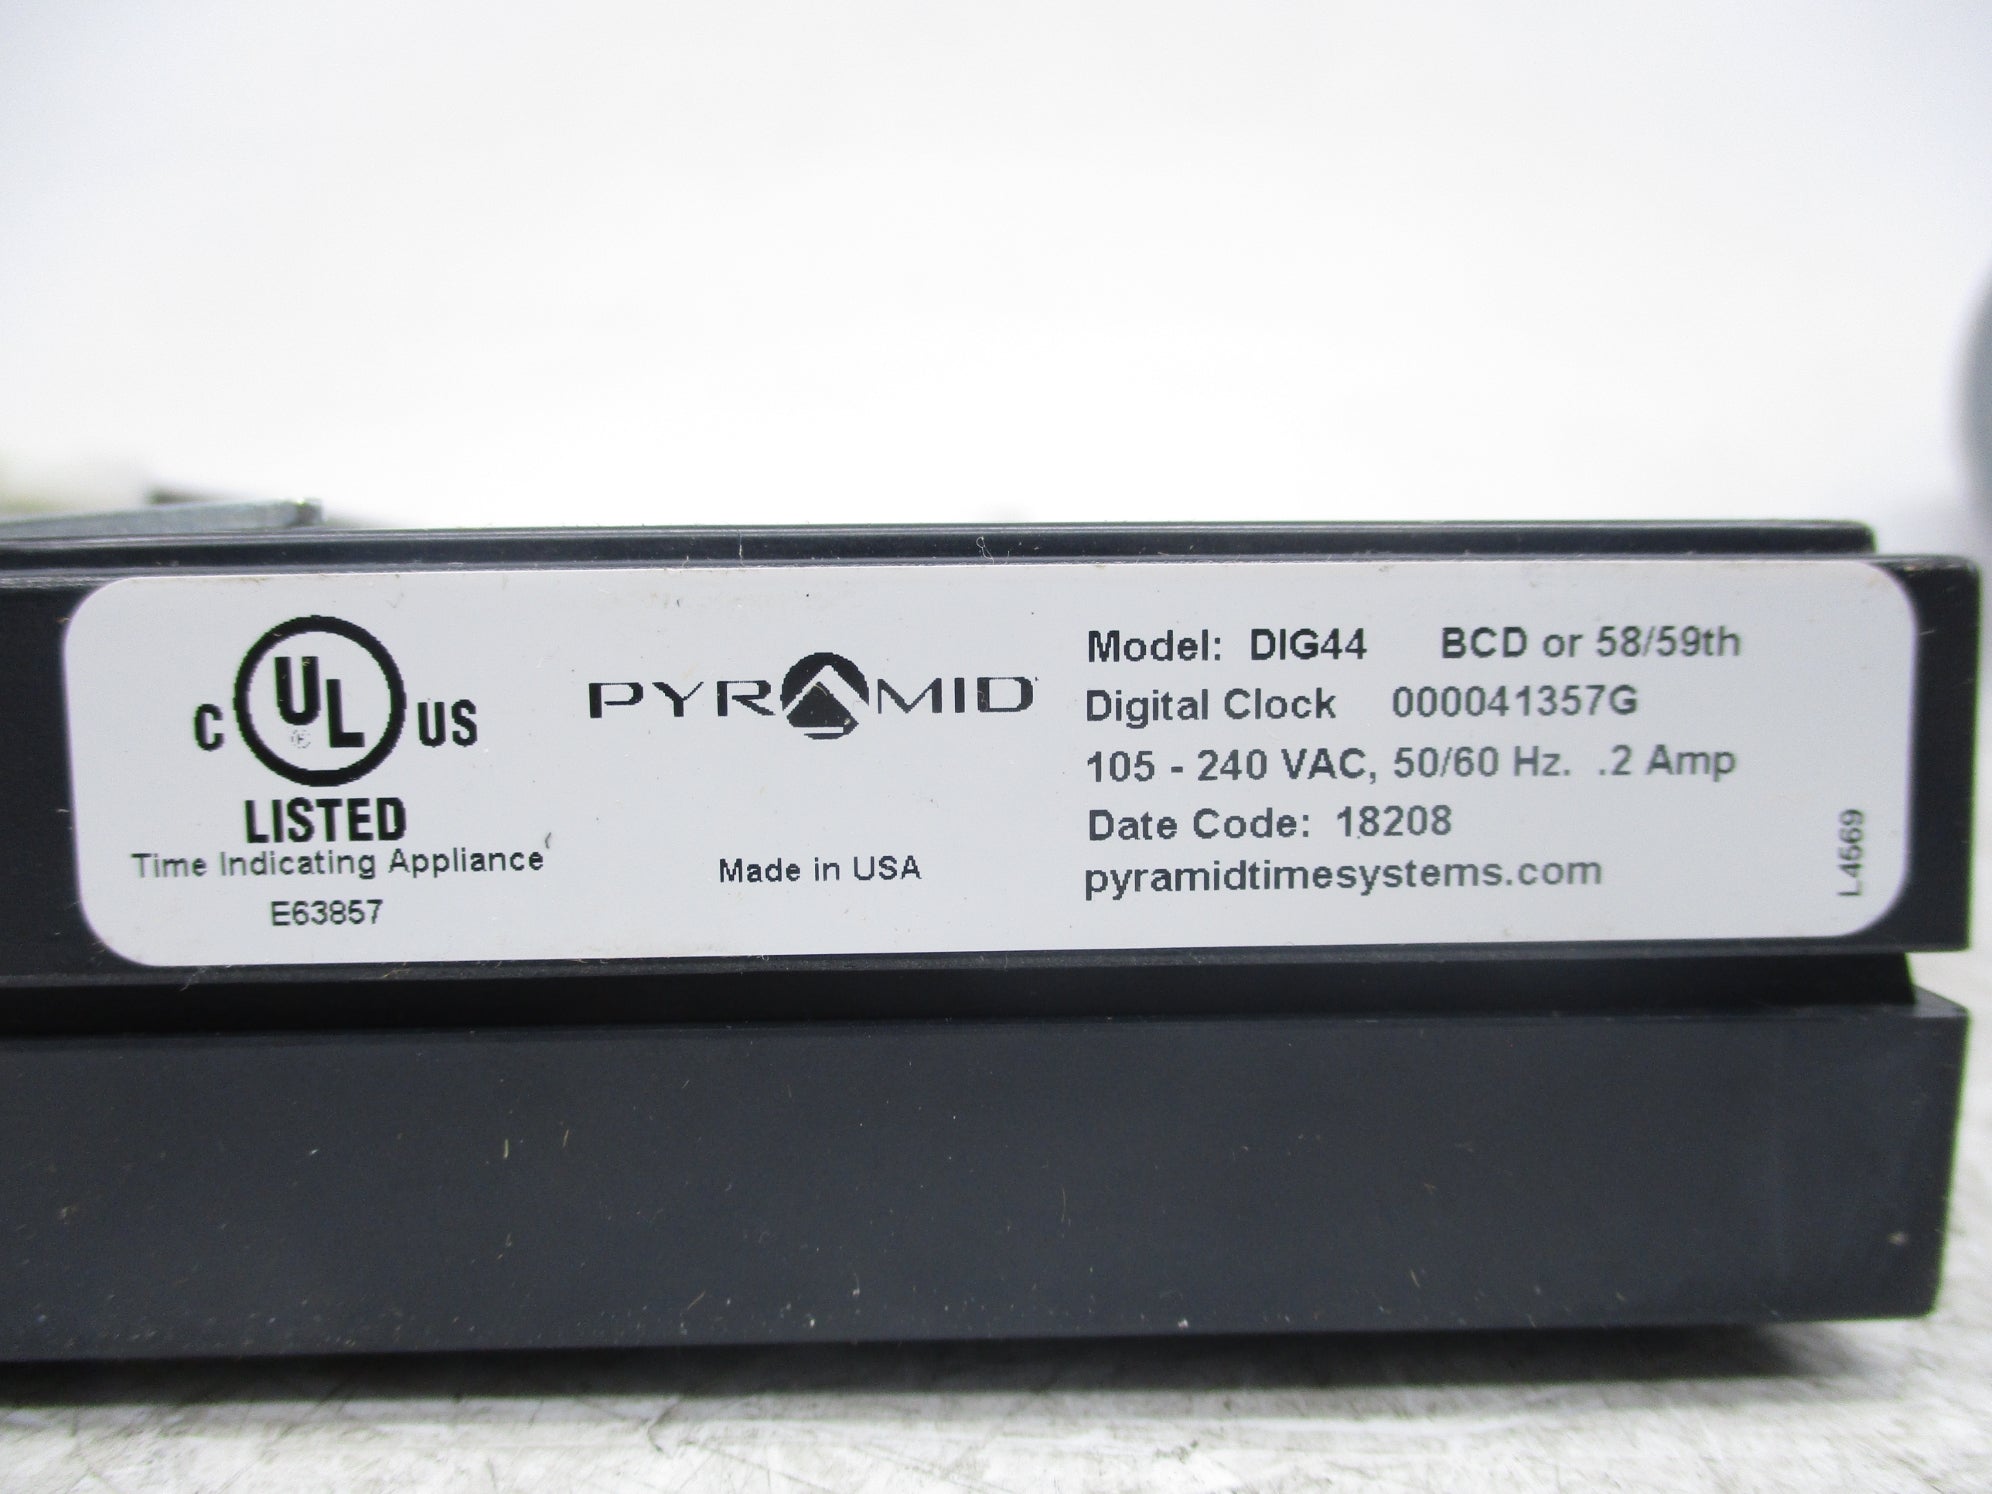 C UL US
LISTED
Time Indicating Appliance
E63857
PYRAMID
Made in USA
Model: DIG44 BCD or 58/59th
Digital Clock 000041357G
105 - 240 VAC, 50/60 Hz. .2 Amp
Date Code: 18208
pyramidtimesystems.com
L4569